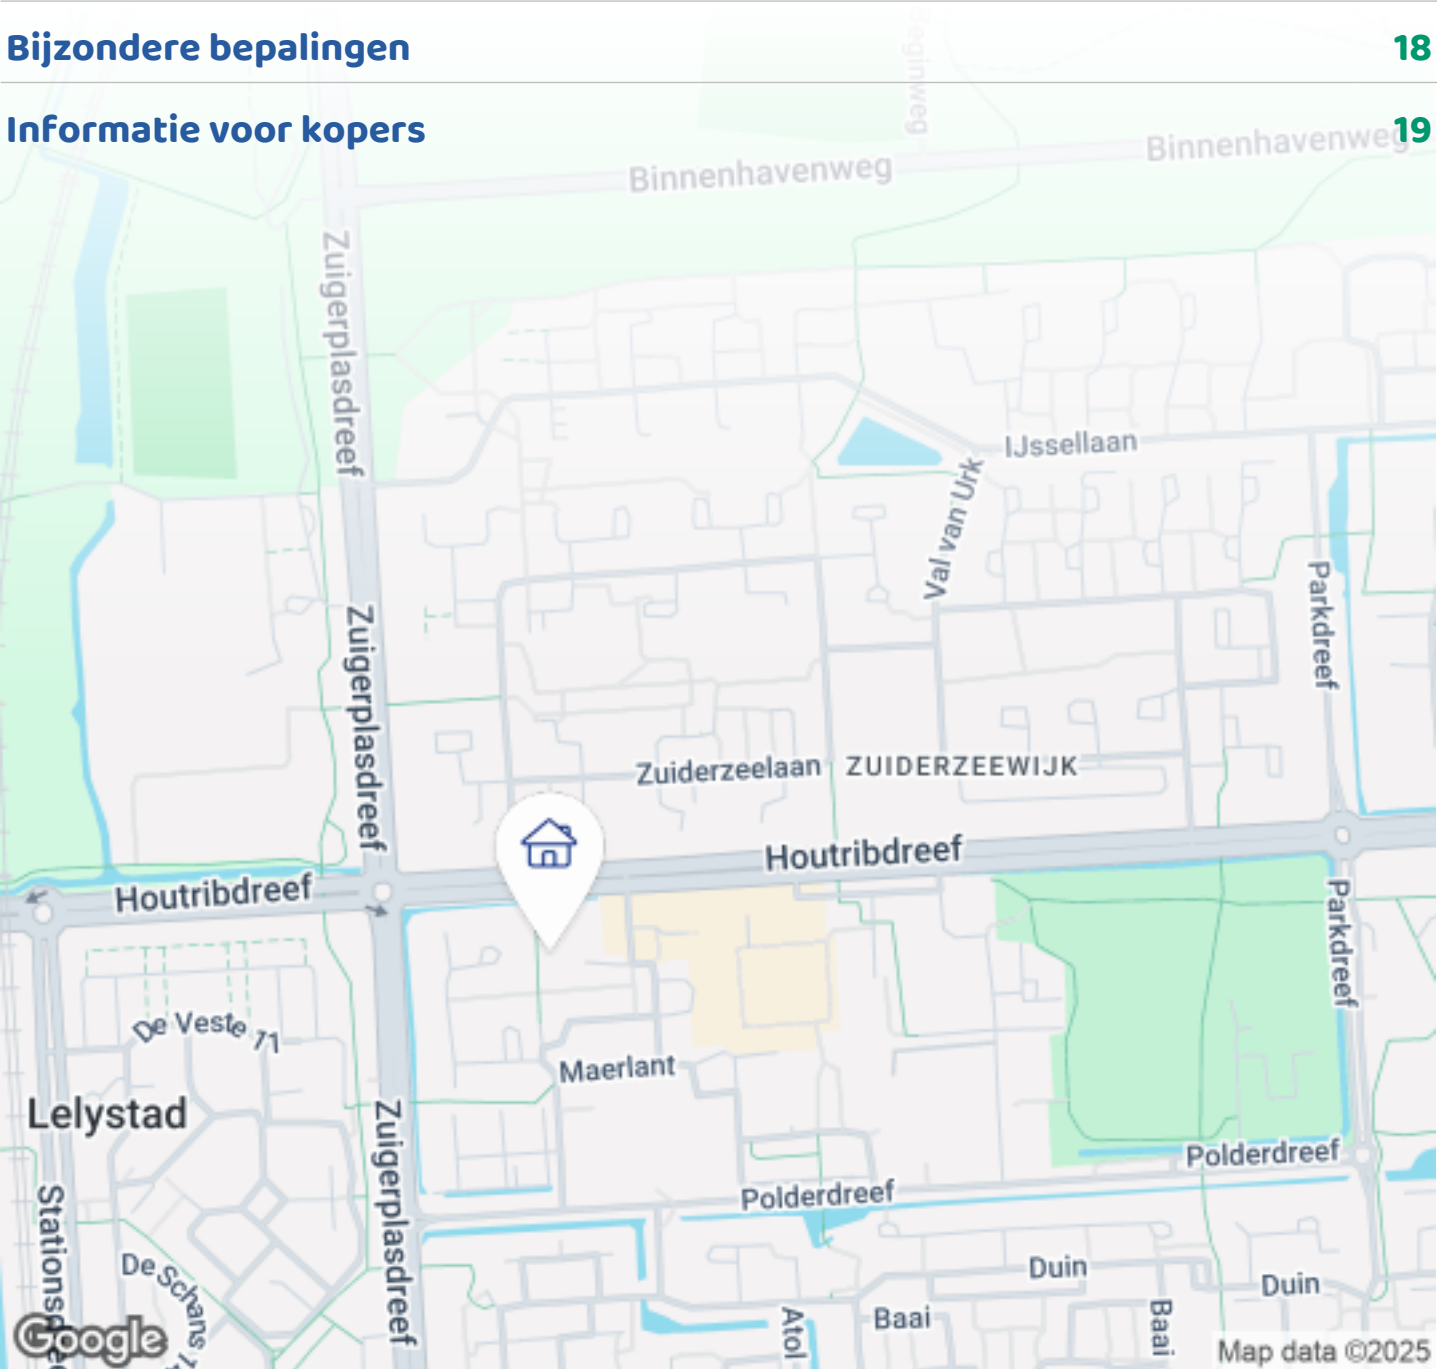 Bijzondere bepalingen 18
Informatie voor kopers 19
Beginweg
Binnenhavenweg
Binnenhavenweg
Zuigerplasdreef
IJssellaan
Val van Urk
Parkdreef
Zuigerplasdreef
Zuiderzeelaan
ZUIDERZEEWIJK
Houtribdreef
Houtribdreef
Parkdreef
De Veste 71
Maerlant
Lelystad
Zuigerplasdreef
Polderdreef
Polderdreef
De Schans
Duin
Duin
Baai
Baai
Atol
Google
Map data ©2025